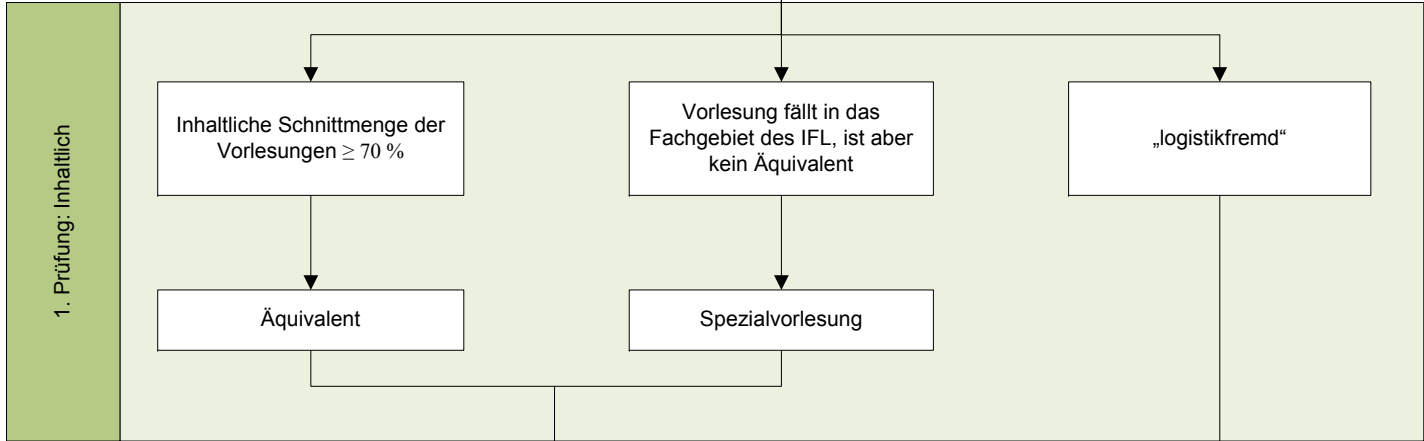 1. Prüfung: Inhaltlich
Inhaltliche Schnittmenge der
Vorlesungen ≥ 70 %
Vorlesung fällt in das
Fachgebiet des IFL, ist aber
kein Äquivalent
„logistikfremd“
Äquivalent
Spezialvorlesung